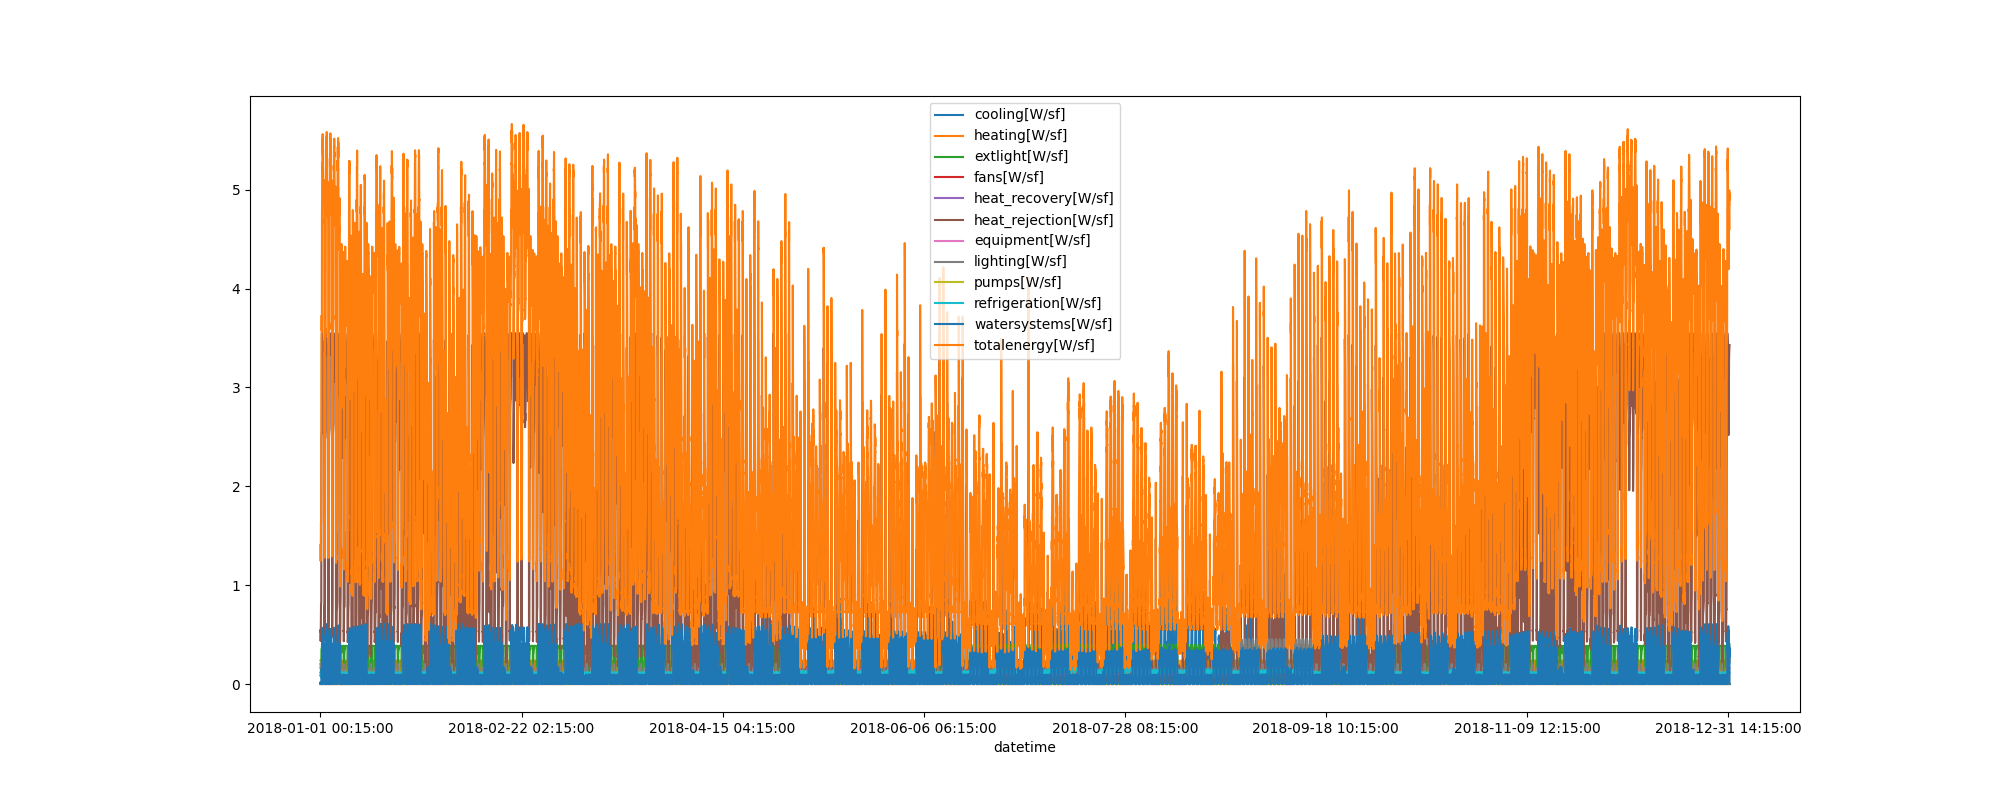 cooling[W/sf]
heating[W/sf]
extlight[W/sf]
fans[W/sf]
heat_recovery[W/sf]
heat_rejection[W/sf]
equipment[W/sf]
lighting[W/sf]
pumps[W/sf]
refrigeration[W/sf]
watersystems[W/sf]
totalenergy[W/sf]
5
4
3
2
1
0
2018-01-01 00:15:00 2018-02-22 02:15:00 2018-04-15 04:15:00 2018-06-06 06:15:00 2018-07-28 08:15:00 2018-09-18 10:15:00 2018-11-09 12:15:00 2018-12-31 14:15:00
datetime